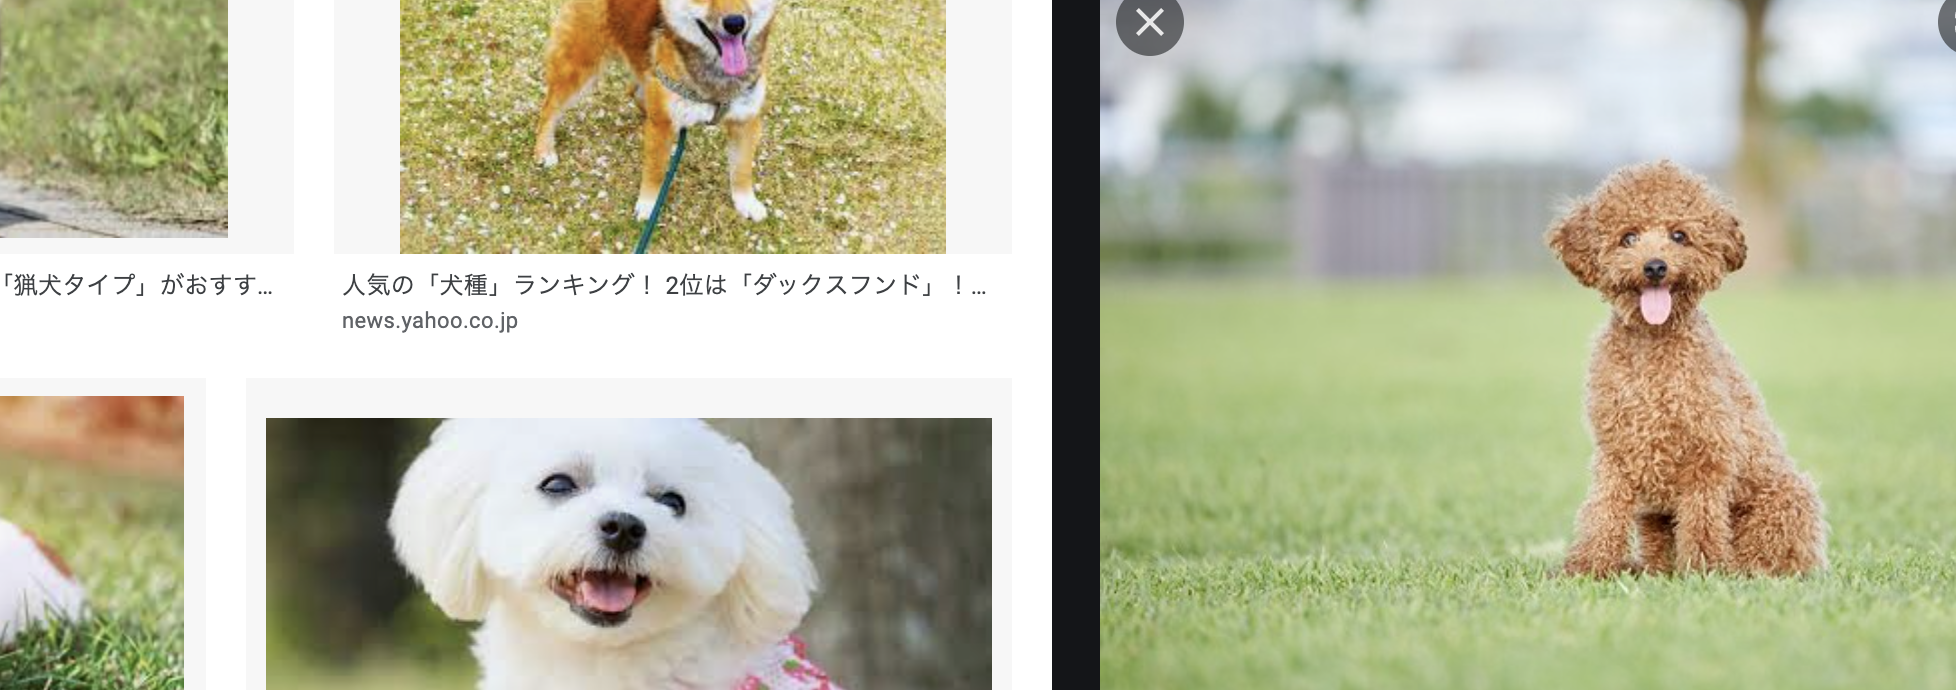 「猟犬タイプ」がおすす...
人気の「犬種」ランキング！ 2位は「ダックスフンド」！...
news.yahoo.co.jp